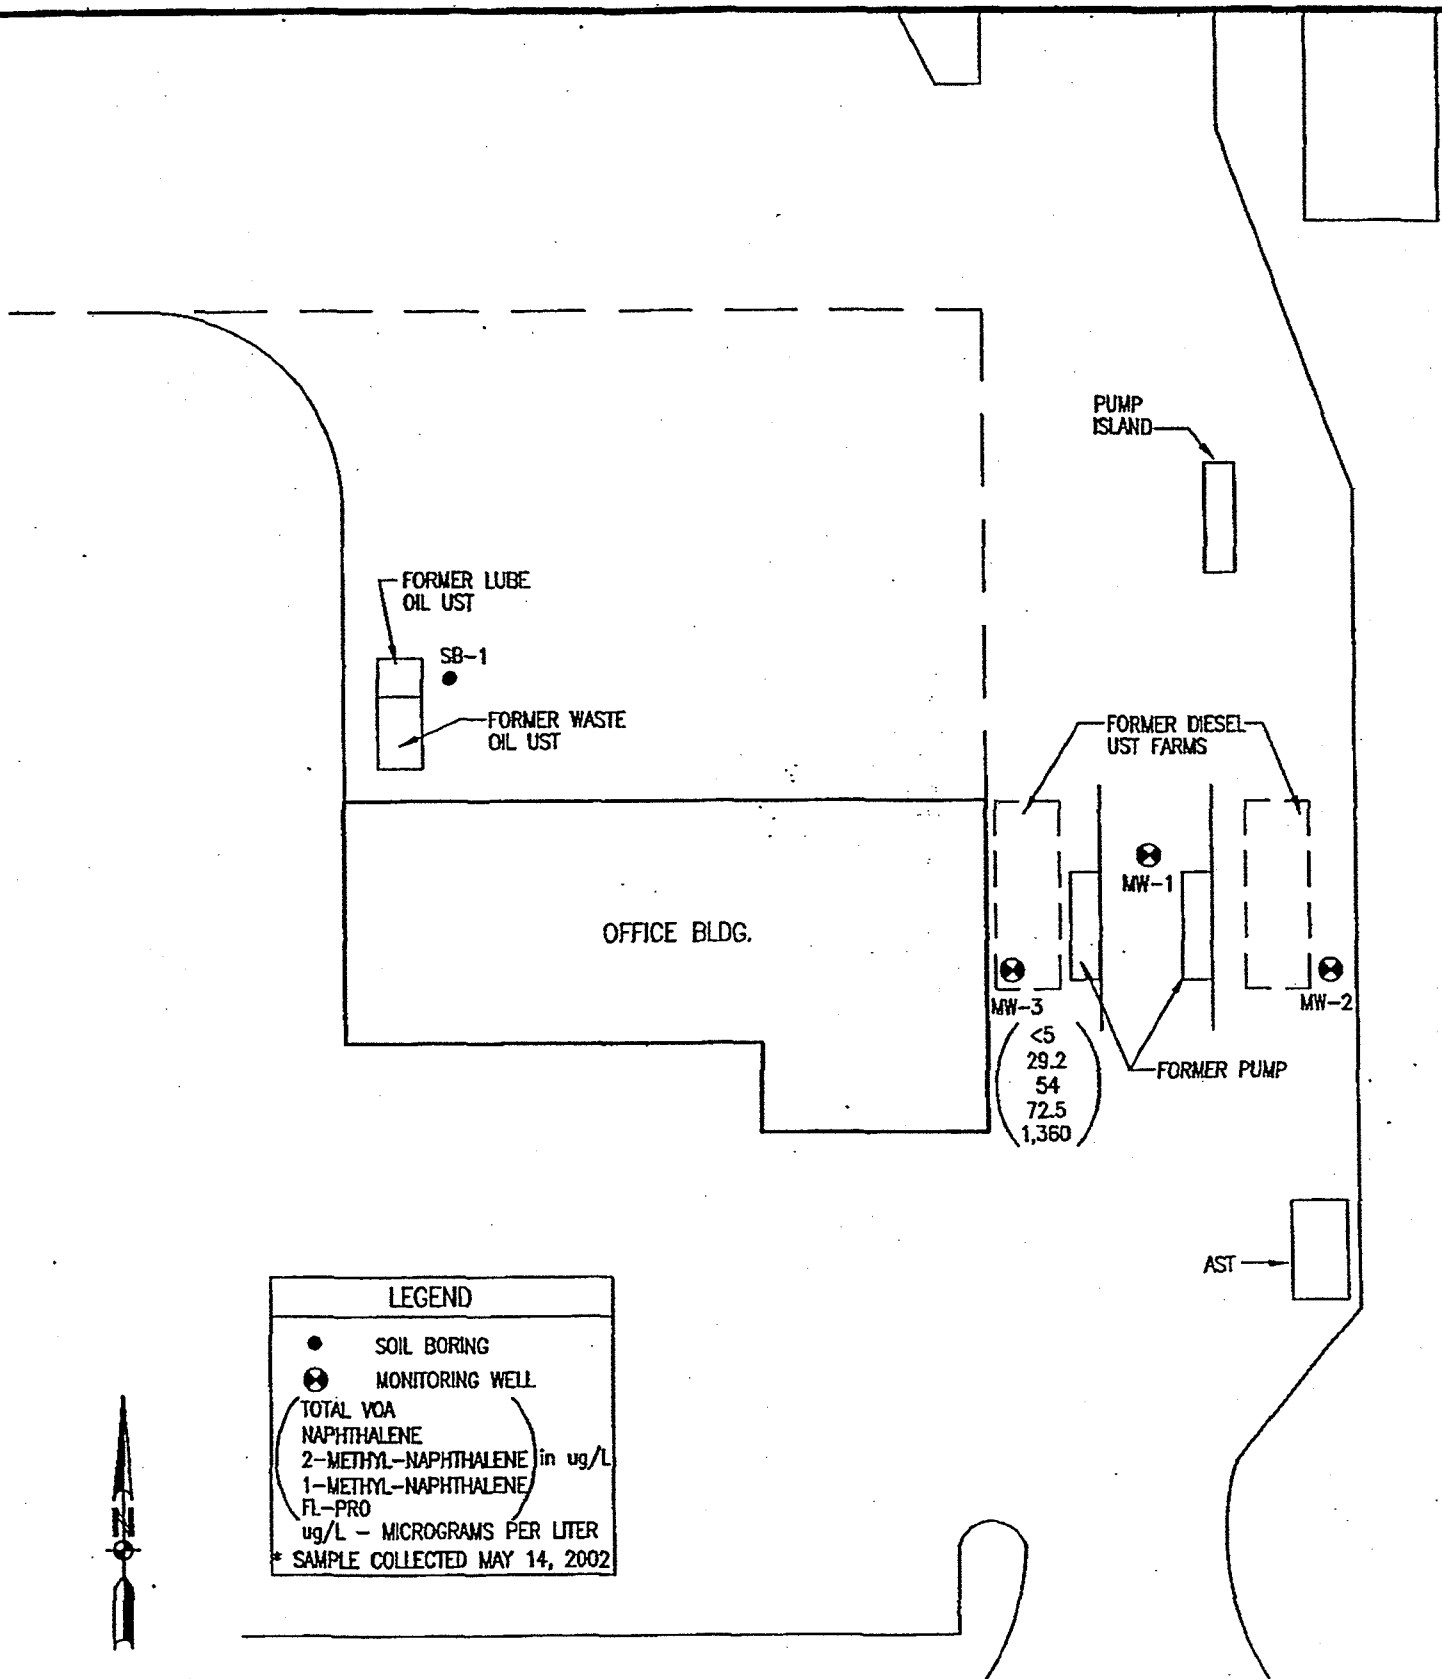 PUMP
ISLAND
FORMER LUBE
OIL UST
SB-1
FORMER WASTE
OIL UST
FORMER DIESEL
UST FARMS
MW-1
OFFICE BLDG.
MW-3
MW-2
<5
29.2
54
72.5
1,360
FORMER PUMP
AST
LEGEND
SOIL BORING
MONITORING WELL
TOTAL VOA
NAPHTHALENE
2-METHYL-NAPHTHALENE in ug/L
1-METHYL-NAPHTHALENE
FL-PRO
ug/L - MICROGRAMS PER LITER
* SAMPLE COLLECTED MAY 14, 2002
N